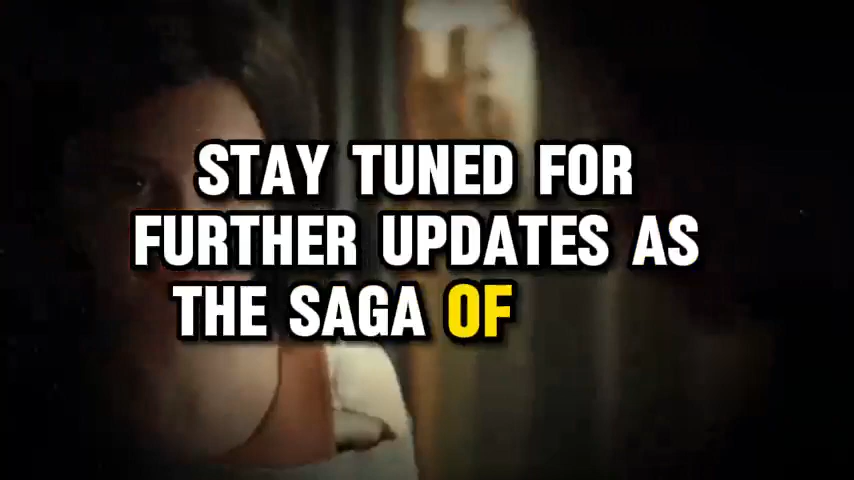 STAY TUNED FOR
FURTHER UPDATES AS
THE SAGA OF